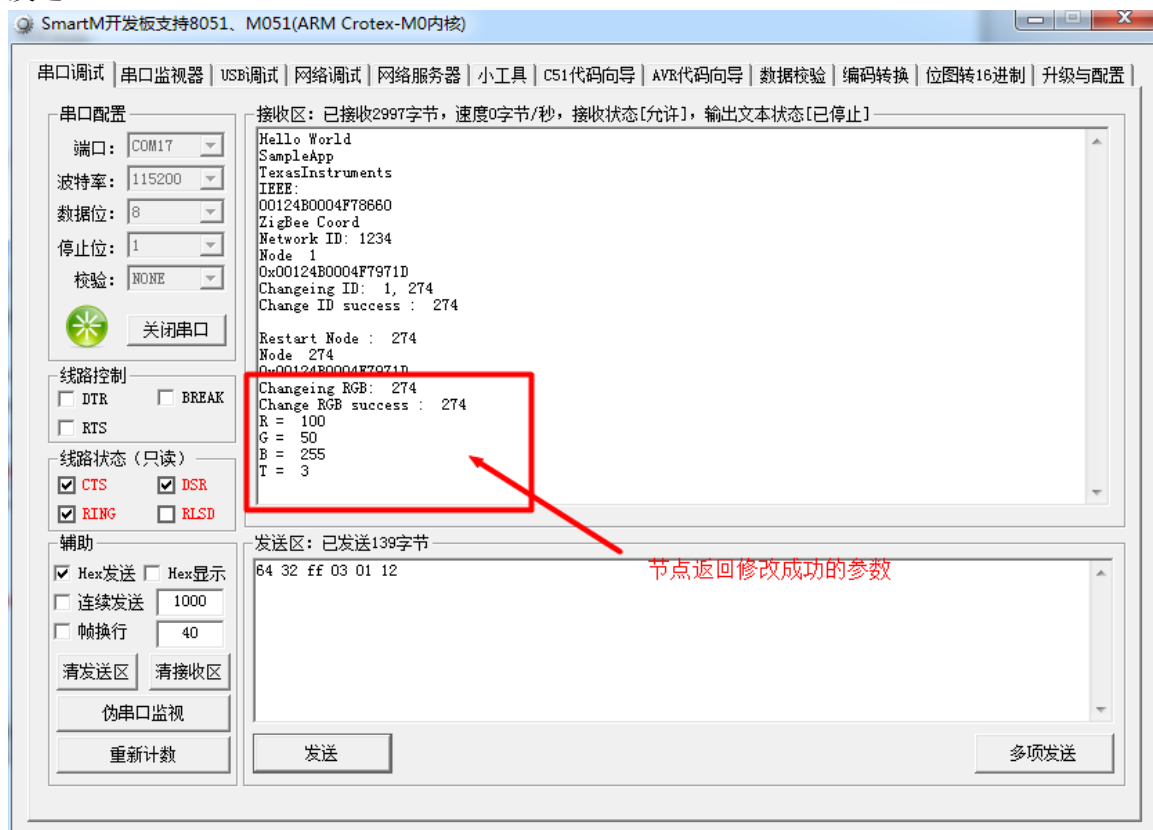 SmartM开发板支持8051、M051(ARM Crotex-M0内核)
串口调试 串口监视器 USB调试 网络调试 网络服务器 小工具 C51代码向导 AVR代码向导 数据校验 编码转换 位图转16进制 升级与配置
串口配置
端口: COM17
波特率: 115200
数据位: 8
停止位: 1
校验: NONE
关闭串口
线路控制
DTR BREAK
RTS
线路状态（只读）
CTS DSR
RING RLSD
辅助
Hex发送 Hex显示
连续发送 1000
帧换行 40
清发送区 清接收区
伪串口监视
重新计数
接收区：已接收2997字节，速度0字节/秒，接收状态[允许]，输出文本状态[已停止]
Hello World
SampleApp
TexasInstruments
IEEE:
00124B0004F78660
ZigBee Coord
Network ID: 1234
Node 1
0x00124B0004F7971D
Changeing ID: 1, 274
Change ID success : 274
Restart Node : 274
Node 274
0x00124B0004F7971D
Changeing RGB: 274
Change RGB success : 274
R = 100
G = 50
B = 255
T = 3
发送区：已发送139字节
64 32 ff 03 01 12
节点返回修改成功的参数
发送 多项发送